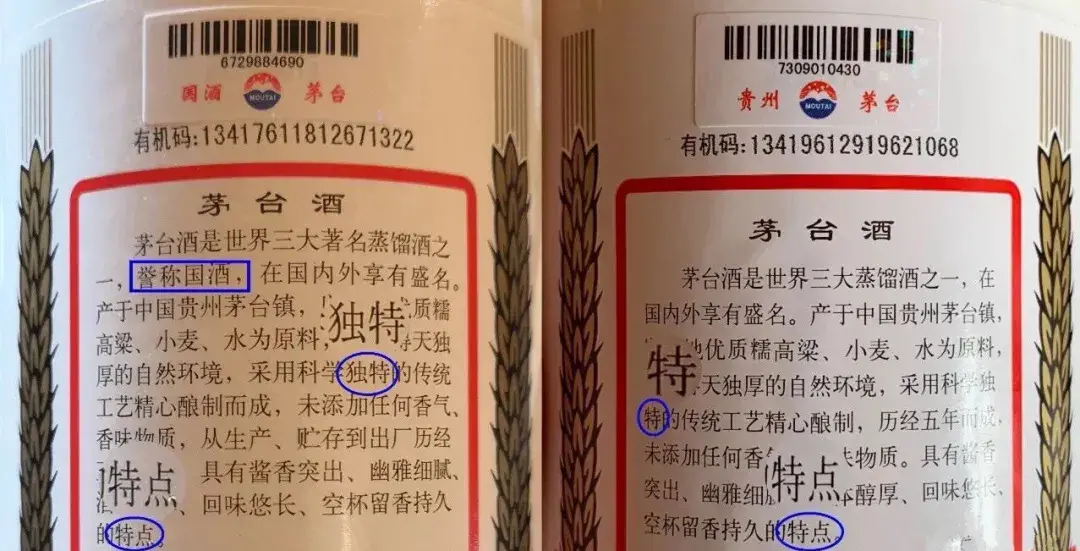 6729884690
国酒 MOUTAI 茅台
有机码:13417611812671322
茅台酒
茅台酒是世界三大著名蒸馏酒之
一，誉称国酒，在国内外享有盛名。
产于中国贵州茅台镇，质糯
独特
高粱、小麦、水为原料，天独
厚的自然环境，采用科学独特的传统
工艺精心酿制而成，未添加任何香气、
香味物质，从生产、贮存到出厂历经
特点
具有酱香突出、幽雅细腻、
回味悠长、空杯留香持久
的特点。
7309010430
贵州 MOUTAI 茅台
有机码:13419612919621068
茅台酒
茅台酒是世界三大蒸馏酒之一，在
国内外享有盛名。产于中国贵州茅台镇，
地优质糯高粱、小麦、水为原料，
特
天独厚的自然环境，采用科学独
特的传统工艺精心酿制，历经五年而成，
未添加任何香 物质。具有酱香
特点
突出、幽雅细 醇厚、回味悠长、
空杯留香持久的特点。